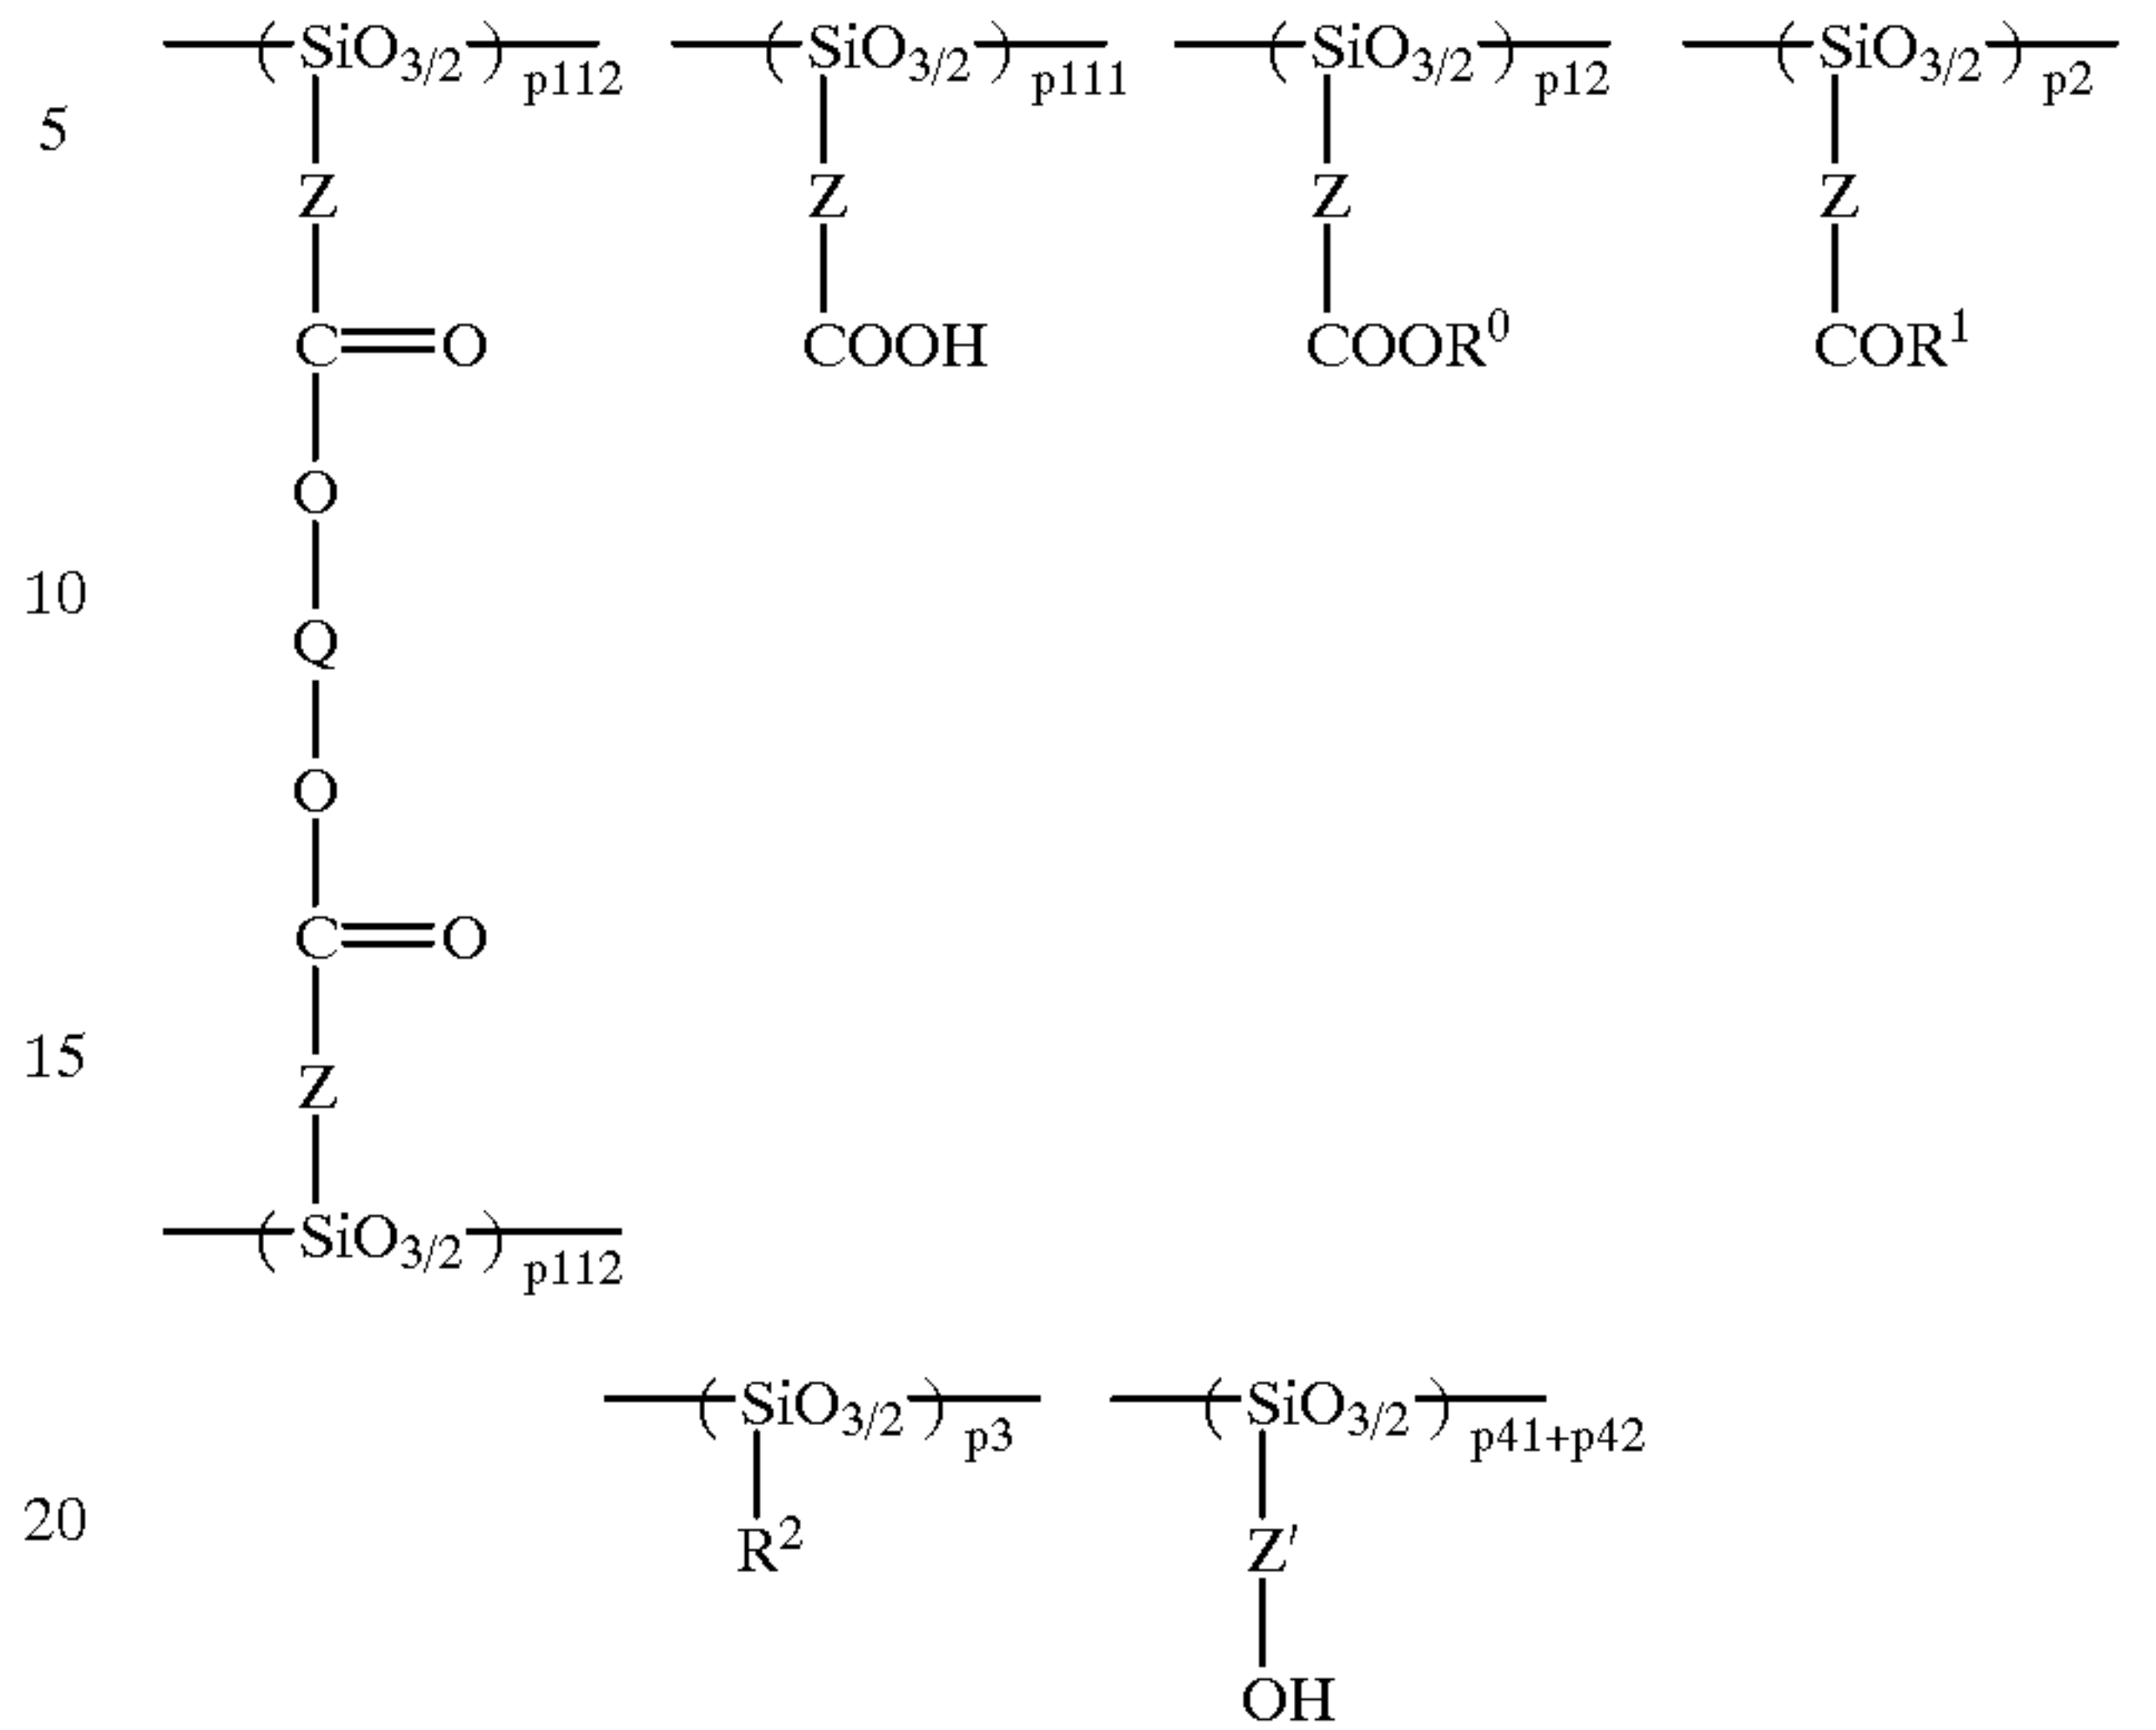 (SiO3/2)p112 (SiO3/2)p111 (SiO3/2)p12 (SiO3/2)p2
5
Z Z Z Z
C=O COOH COOR0 COR1
O
10
Q
O
C=O
15
Z
(SiO3/2)p112
(SiO3/2)p3 (SiO3/2)p41+p42
20
R2 Z'
OH